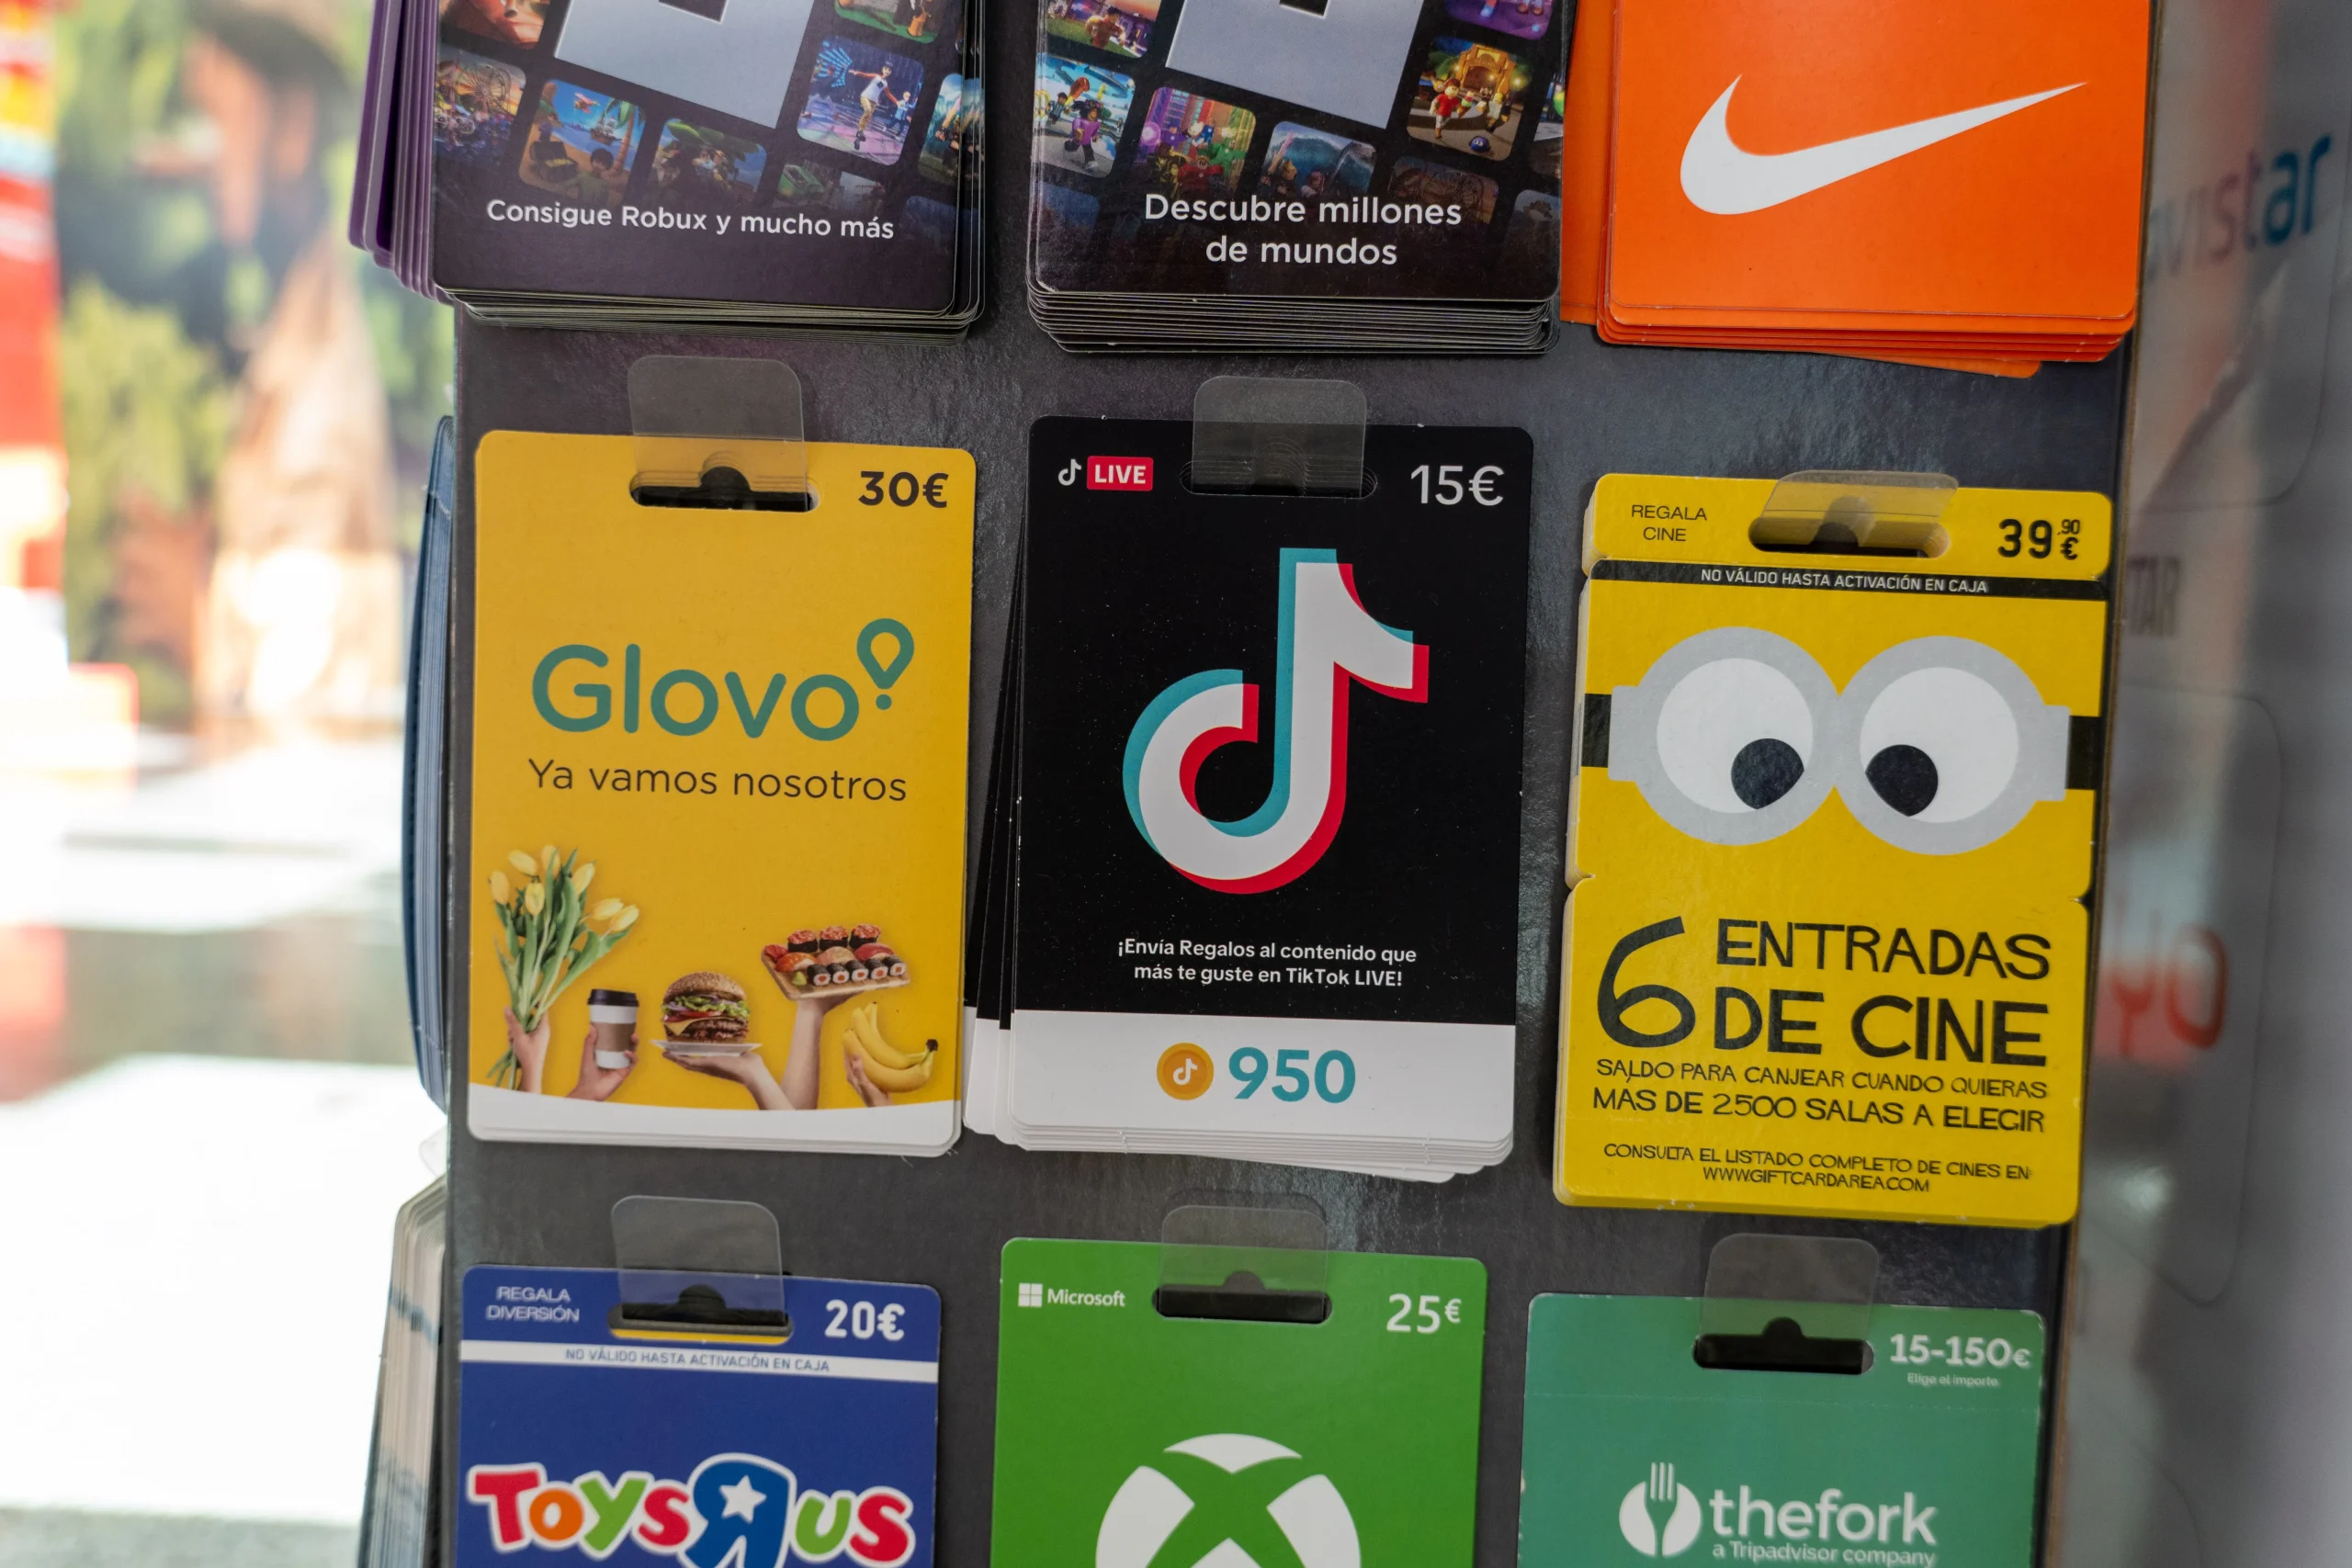 Consigue Robux y mucho más
Descubre millones
de mundos
30€
Glovo
Ya vamos nosotros
LIVE
15€
¡Envía Regalos al contenido que
más te guste en TikTok LIVE!
950
REGALA
CINE
39,90€
NO VÁLIDO HASTA ACTIVACIÓN EN CAJA
6 ENTRADAS
DE CINE
SALDO PARA CANJEAR CUANDO QUIERAS
MAS DE 2500 SALAS A ELEGIR
CONSULTA EL LISTADO COMPLETO DE CINES EN:
WWW.GIFTCARDAREA.COM
REGALA
DIVERSIÓN
20€
NO VÁLIDO HASTA ACTIVACIÓN EN CAJA
TOYSЯUS
Microsoft
25€
15-150€
Elige el importe
thefork
a Tripadvisor company